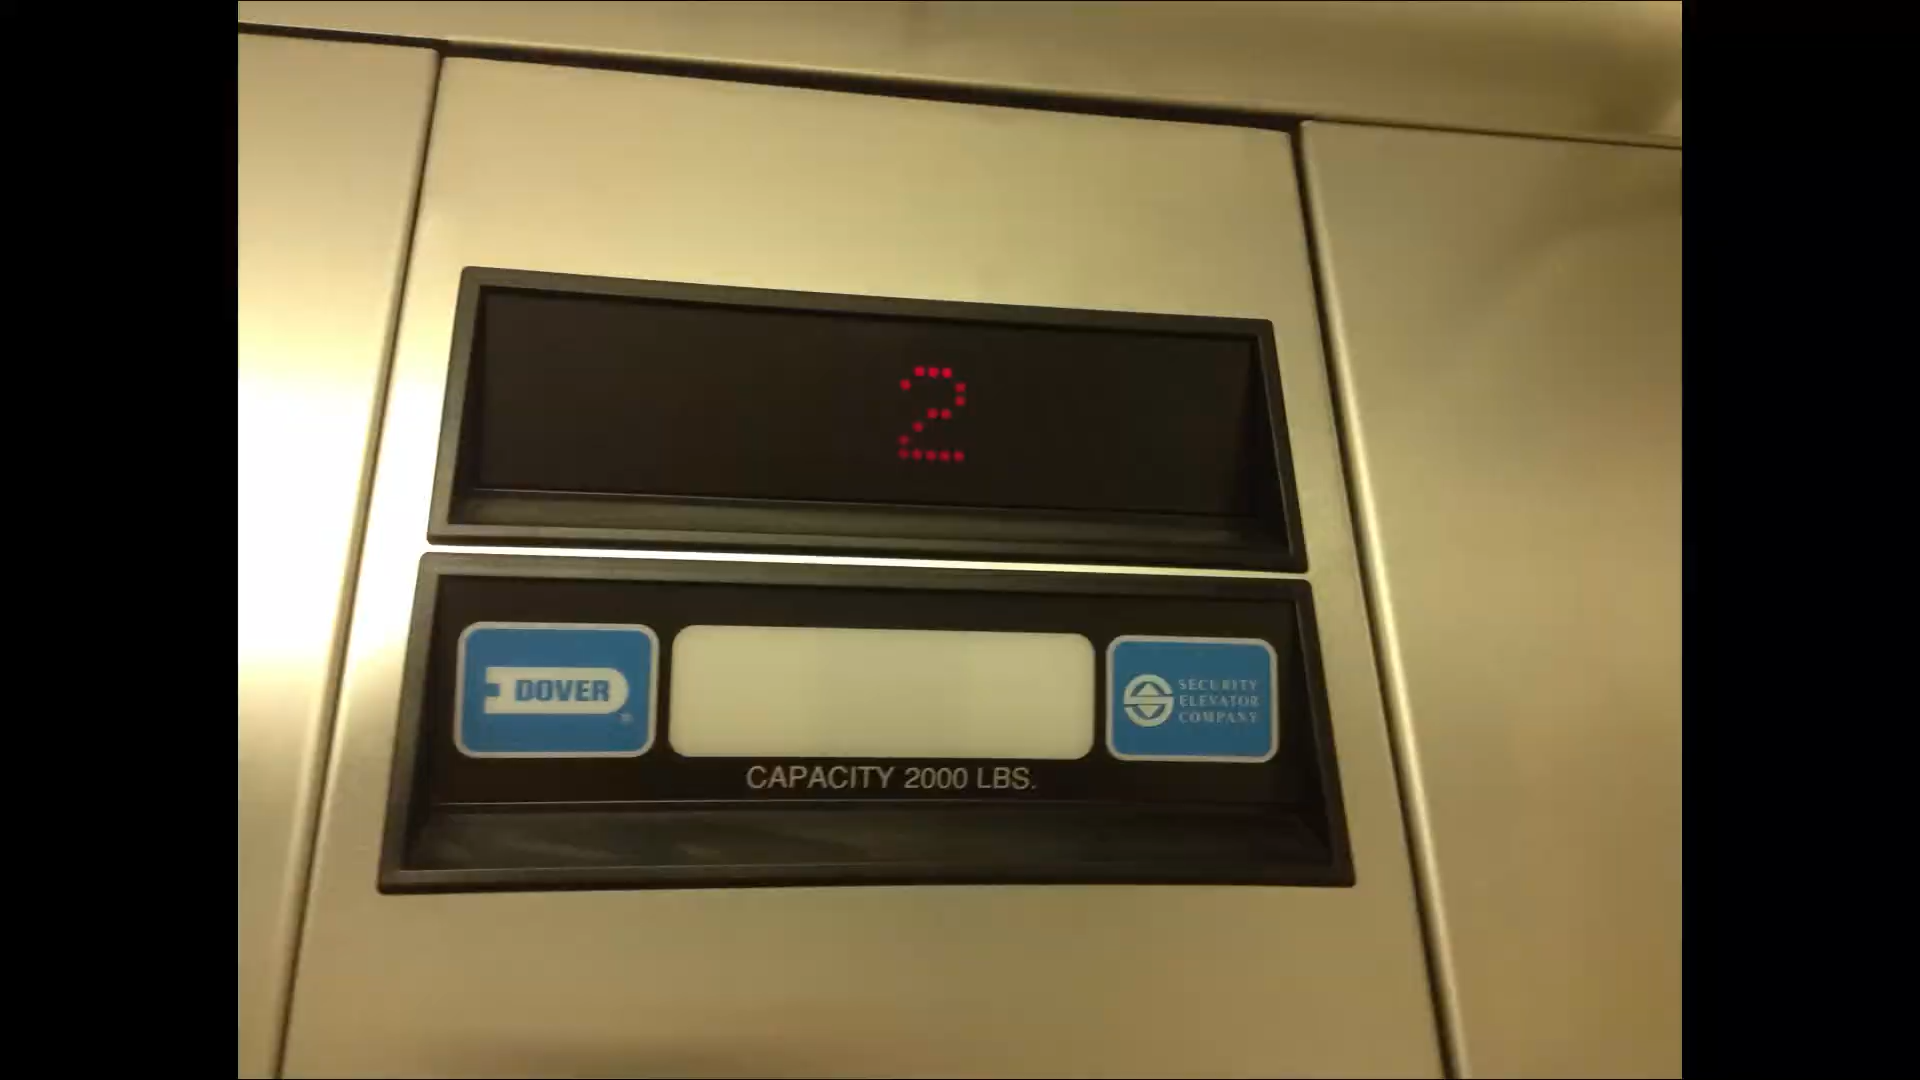 2
DOVER
SECURITY
ELEVATOR
COMPANY
CAPACITY 2000 LBS.